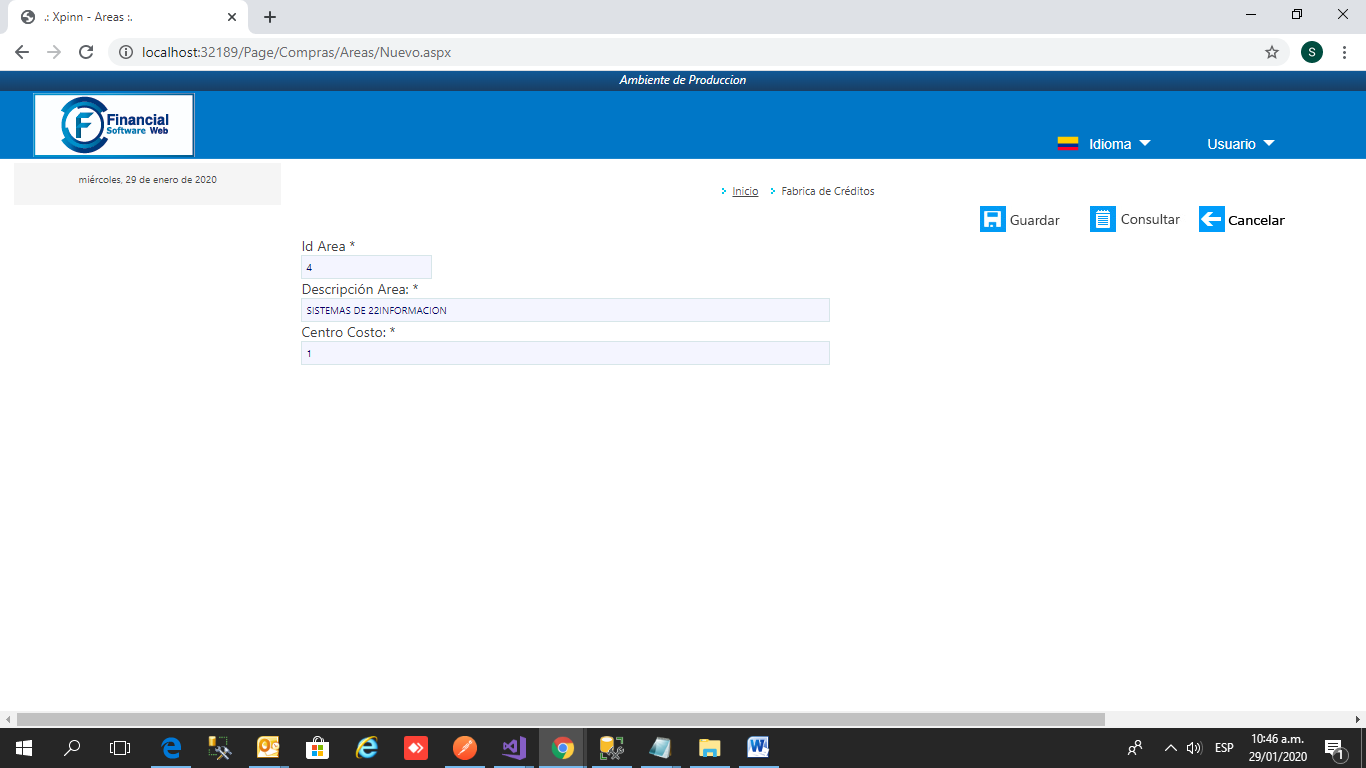 .: Xpinn - Areas :.
localhost:32189/Page/Compras/Areas/Nuevo.aspx
Ambiente de Produccion
Financial
Software Web
Idioma
Usuario
miércoles, 29 de enero de 2020
Inicio
Fabrica de Créditos
Guardar
Consultar
Cancelar
Id Area *
4
Descripción Area: *
SISTEMAS DE 22INFORMACION
Centro Costo: *
1
ESP
10:46 a.m.
29/01/2020
1